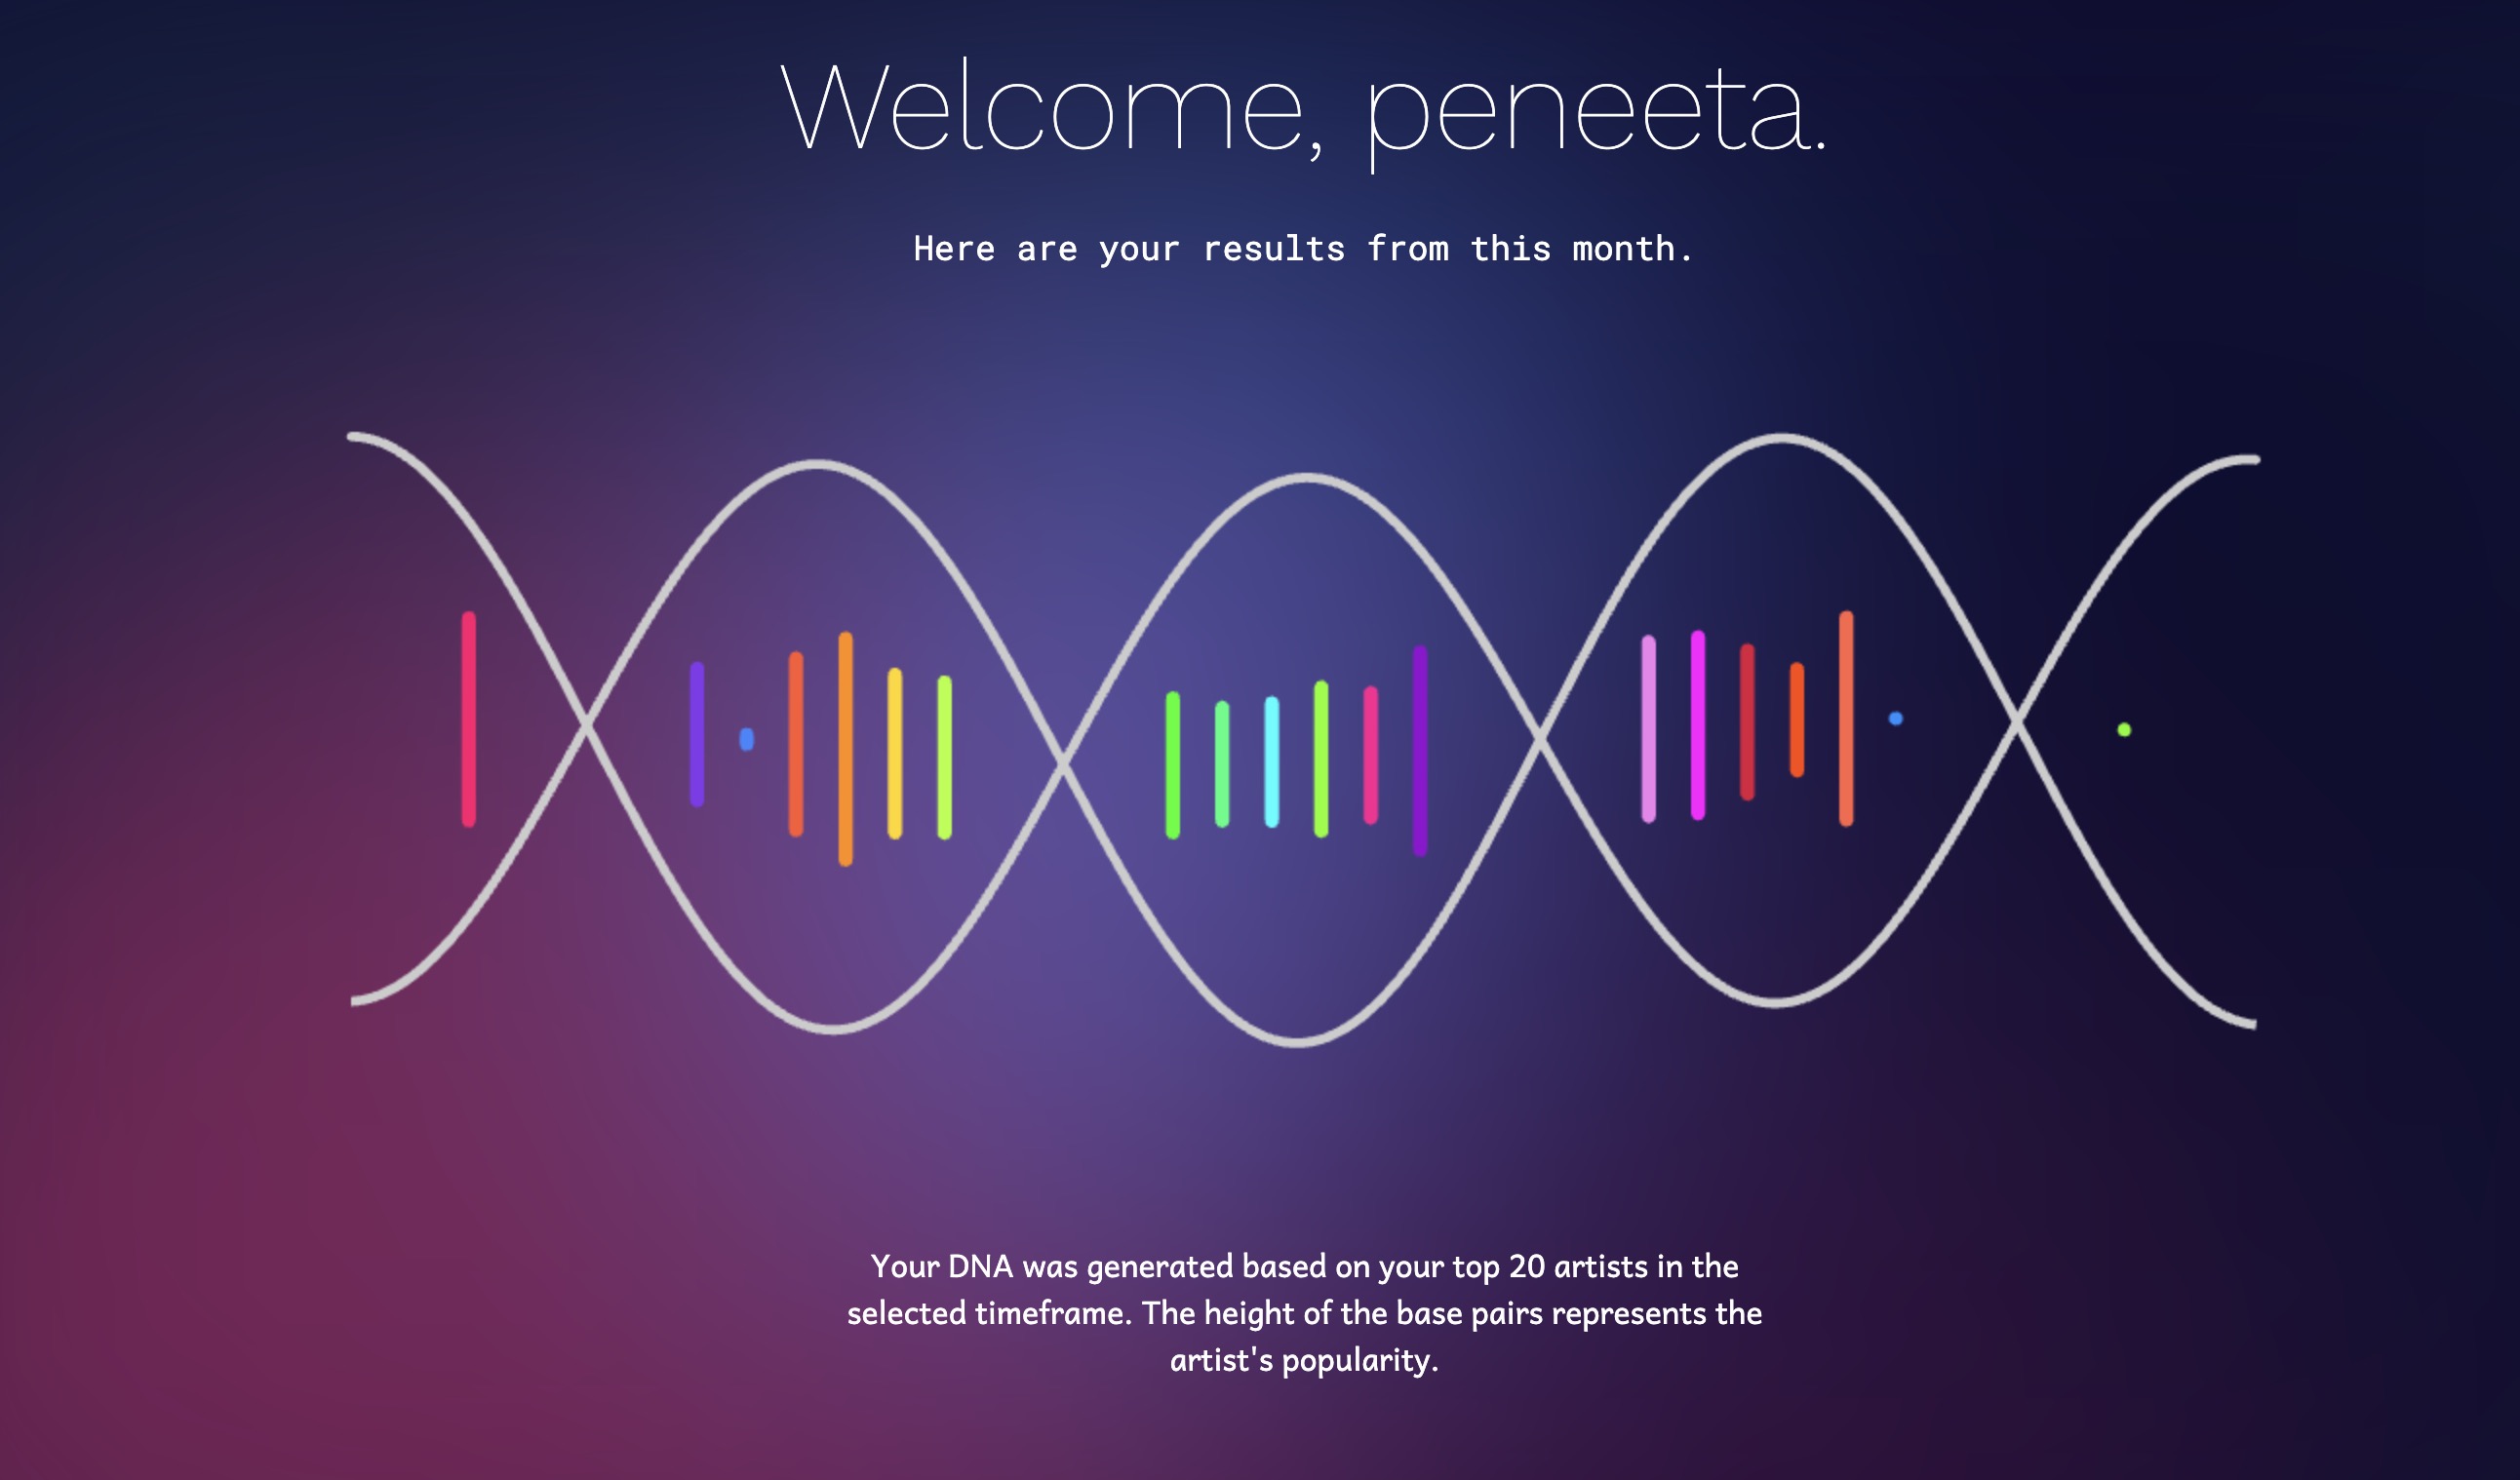 Welcome, peneeta.
Here are your results from this month.
Your DNA was generated based on your top 20 artists in the
selected timeframe. The height of the base pairs represents the
artist's popularity.